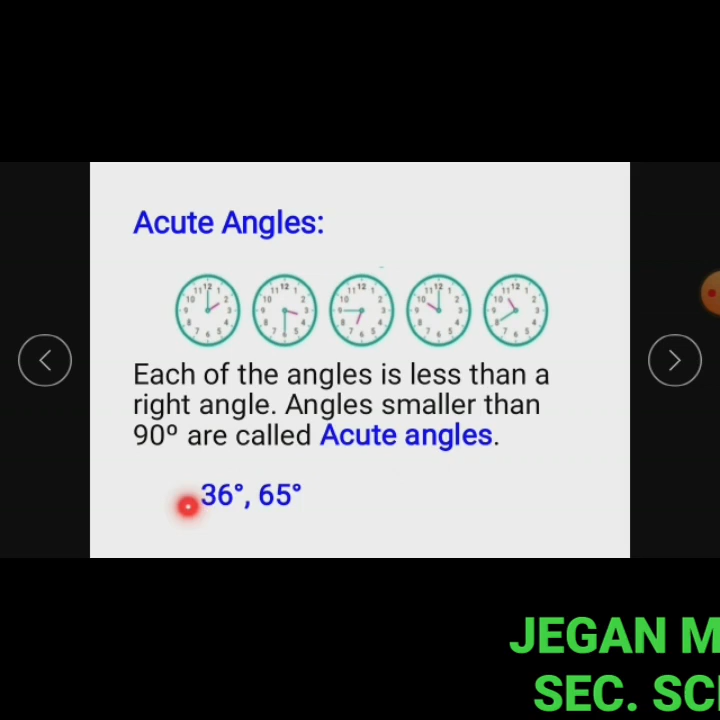 Acute Angles:
Each of the angles is less than a
right angle. Angles smaller than
90º are called Acute angles.
36°, 65°
JEGAN M
SEC. SC